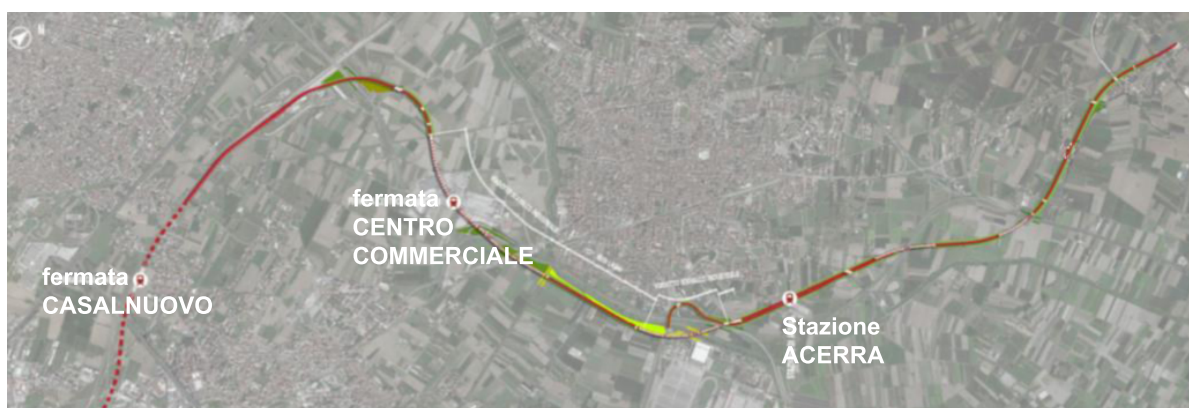 fermata
CENTRO
COMMERCIALE
fermata
CASALNUOVO
Stazione
ACERRA